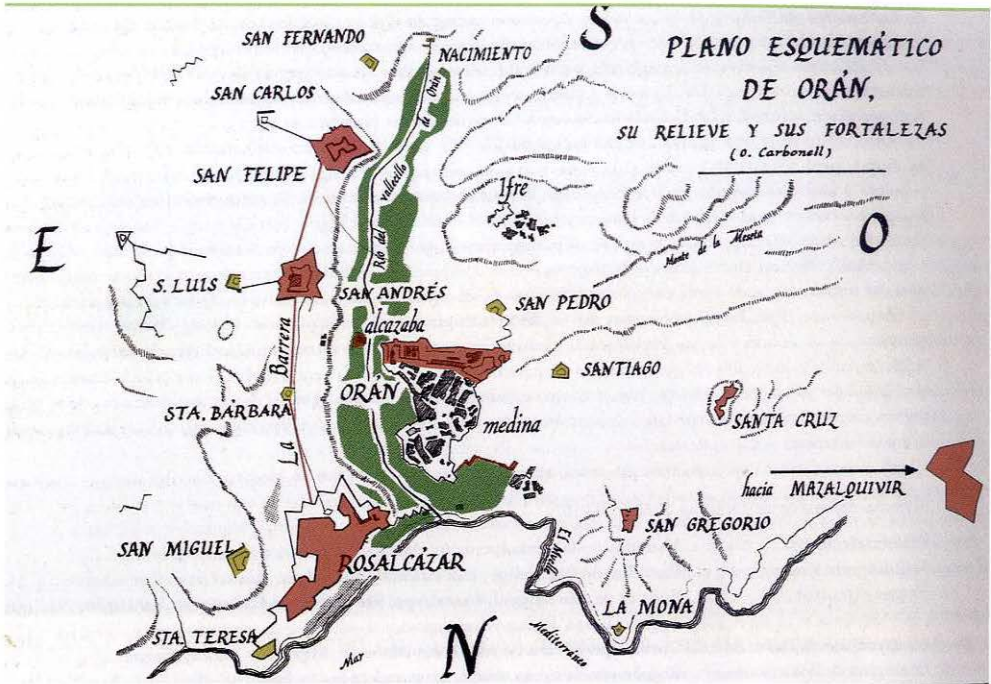 S
PLANO ESQUEMÁTICO
DE ORÁN,
SU RELIEVE Y SUS FORTALEZAS
(O. Carbonell)
SAN FERNANDO
NACIMIENTO
SAN CARLOS
SAN FELIPE
Río del vallecillo de Orán
Ifre
Monte de la Meseta
E
O
S. LUIS
SAN ANDRÉS
SAN PEDRO
alcazaba
La Barrera
SANTIAGO
ORÁN
STA. BÁRBARA
medina
SANTA CRUZ
hacia MAZALQUIVIR
SAN GREGORIO
El Muelle
SAN MIGUEL
ROSALCÁZAR
LA MONA
STA. TERESA
Mar Mediterráneo
N